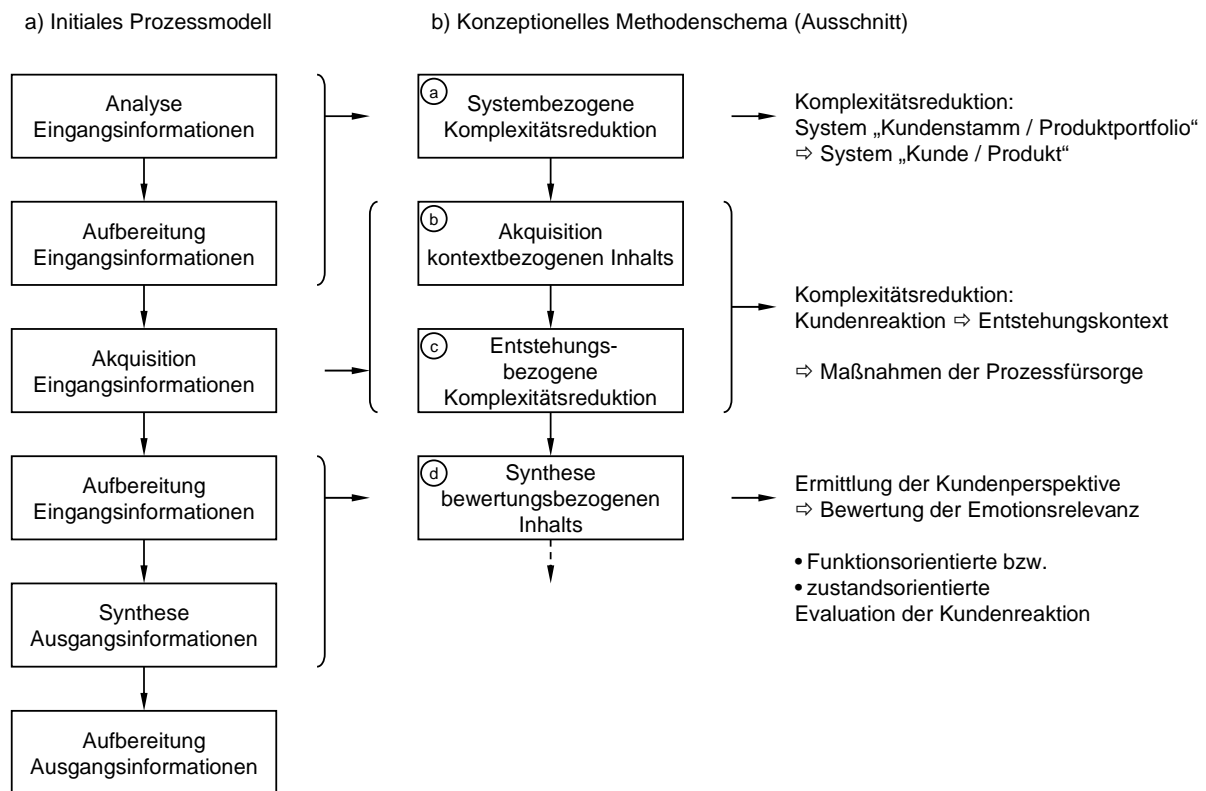 a) Initiales Prozessmodell
b) Konzeptionelles Methodenschema (Ausschnitt)
Analyse
Eingangsinformationen
Aufbereitung
Eingangsinformationen
Akquisition
Eingangsinformationen
Aufbereitung
Eingangsinformationen
Synthese
Ausgangsinformationen
Aufbereitung
Ausgangsinformationen
a
Systembezogene
Komplexitätsreduktion
b
Akquisition
kontextbezogenen Inhalts
c
Entstehungs-
bezogene
Komplexitätsreduktion
d
Synthese
bewertungsbezogenen
Inhalts
Komplexitätsreduktion:
System „Kundenstamm / Produktportfolio“
⇨ System „Kunde / Produkt“
Komplexitätsreduktion:
Kundenreaktion ⇨ Entstehungskontext
⇨ Maßnahmen der Prozessfürsorge
Ermittlung der Kundenperspektive
⇨ Bewertung der Emotionsrelevanz
• Funktionsorientierte bzw.
• zustandsorientierte
Evaluation der Kundenreaktion